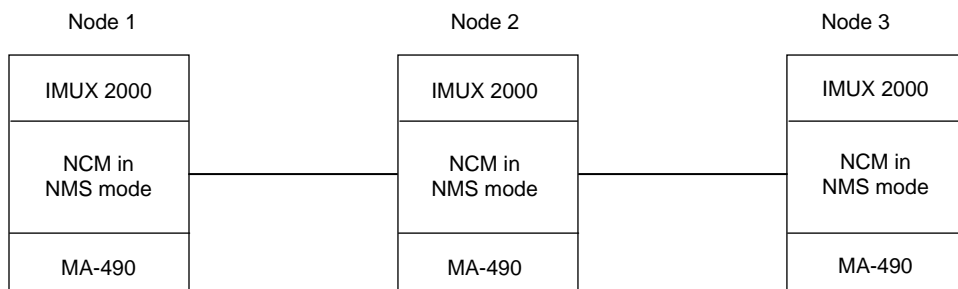 Node 1
Node 2
Node 3
IMUX 2000
IMUX 2000
IMUX 2000
NCM in
NMS mode
NCM in
NMS mode
NCM in
NMS mode
MA-490
MA-490
MA-490